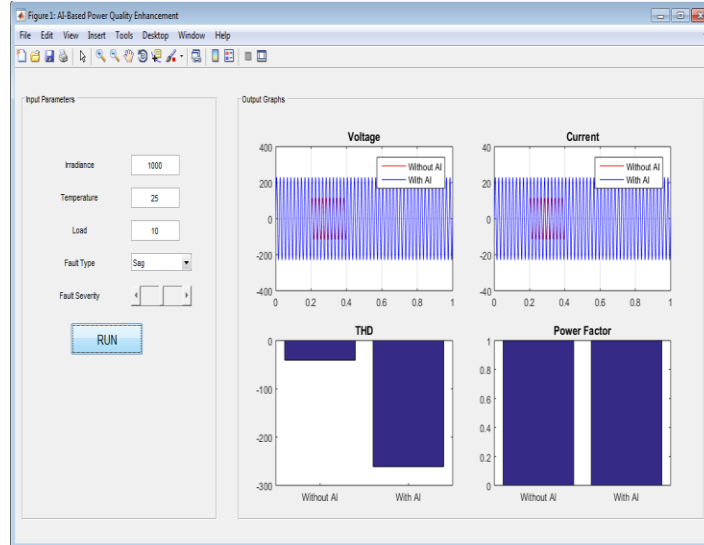 Figure 1: AI-Based Power Quality Enhancement
File Edit View Insert Tools Desktop Window Help
Input Parameters
Irradiance 1000
Temperature 25
Load 10
Fault Type Sag
Fault Severity
RUN
Output Graphs
Voltage
Without AI
With AI
400
200
0
-200
-400
0 0.2 0.4 0.6 0.8 1
Current
Without AI
With AI
40
20
0
-20
-40
0 0.2 0.4 0.6 0.8 1
THD
0
-100
-200
-300
Without AI With AI
Power Factor
1
0.8
0.6
0.4
0.2
0
Without AI With AI